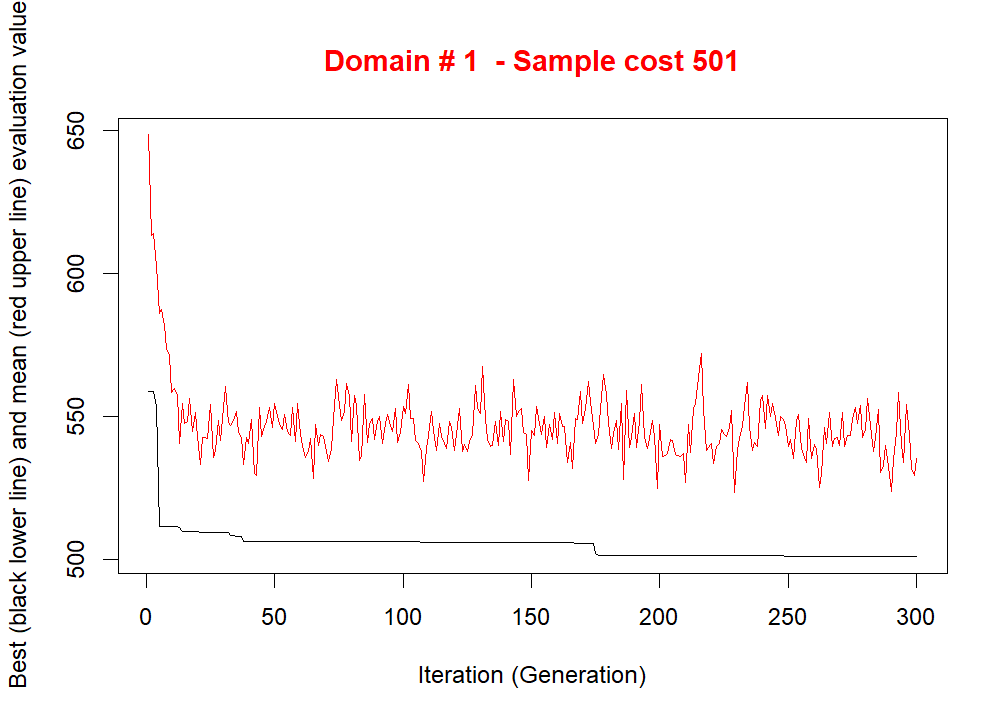 Domain # 1  - Sample cost 501
Best (black lower line) and mean (red upper line) evaluation value
650
600
550
500
0 50 100 150 200 250 300
Iteration (Generation)